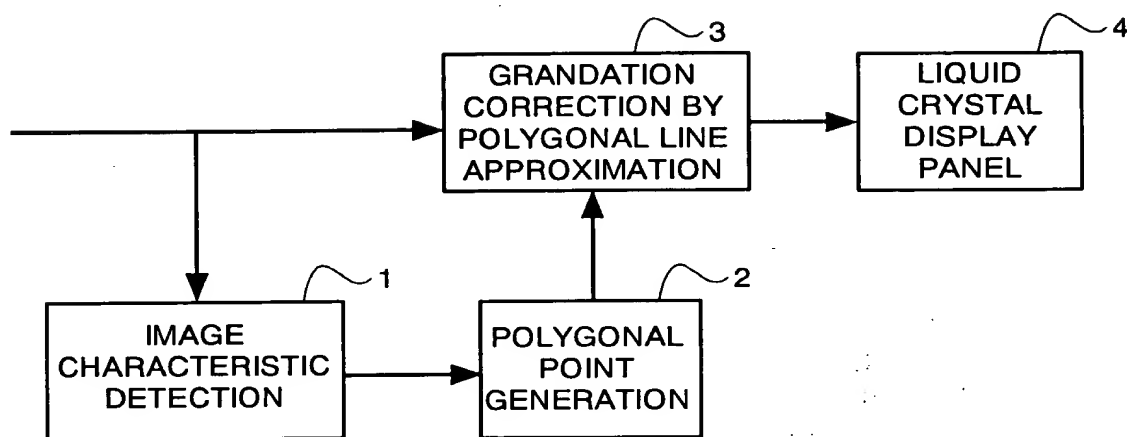 3
GRANDATION
CORRECTION BY
POLYGONAL LINE
APPROXIMATION
4
LIQUID
CRYSTAL
DISPLAY
PANEL
1
IMAGE
CHARACTERISTIC
DETECTION
2
POLYGONAL
POINT
GENERATION